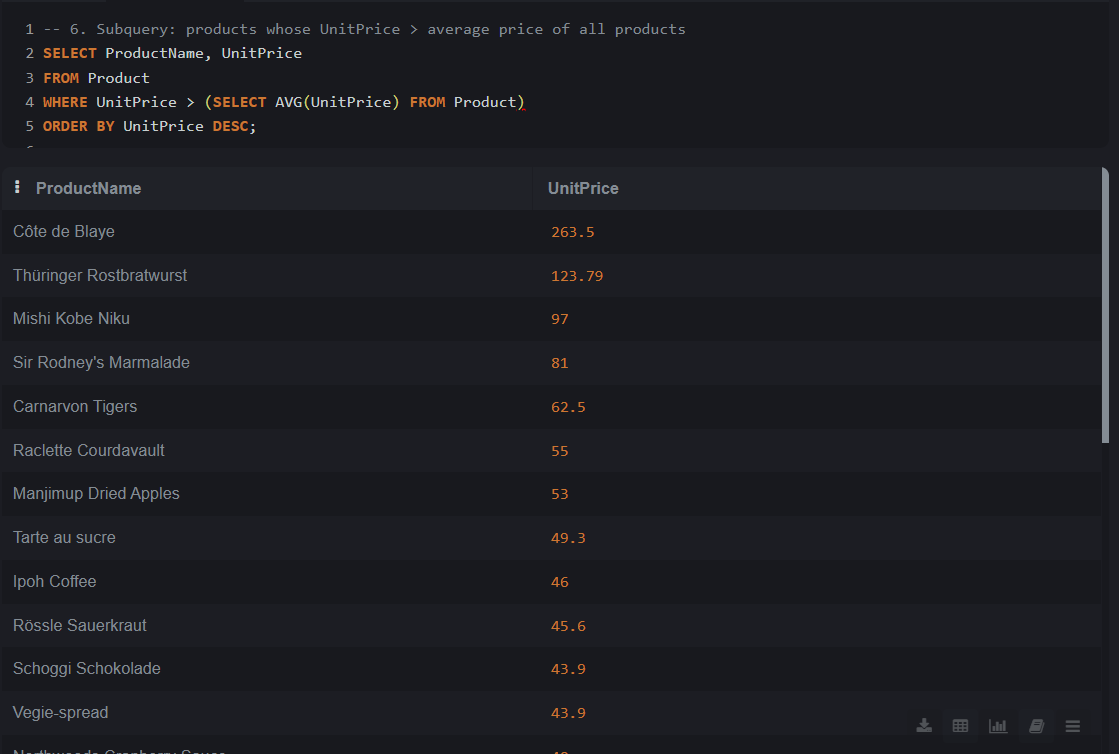 1 -- 6. Subquery: products whose UnitPrice > average price of all products
2 SELECT ProductName, UnitPrice
3 FROM Product
4 WHERE UnitPrice > (SELECT AVG(UnitPrice) FROM Product)
5 ORDER BY UnitPrice DESC;
ProductName UnitPrice
Côte de Blaye 263.5
Thüringer Rostbratwurst 123.79
Mishi Kobe Niku 97
Sir Rodney's Marmalade 81
Carnarvon Tigers 62.5
Raclette Courdavault 55
Manjimup Dried Apples 53
Tarte au sucre 49.3
Ipoh Coffee 46
Rössle Sauerkraut 45.6
Schoggi Schokolade 43.9
Vegie-spread 43.9